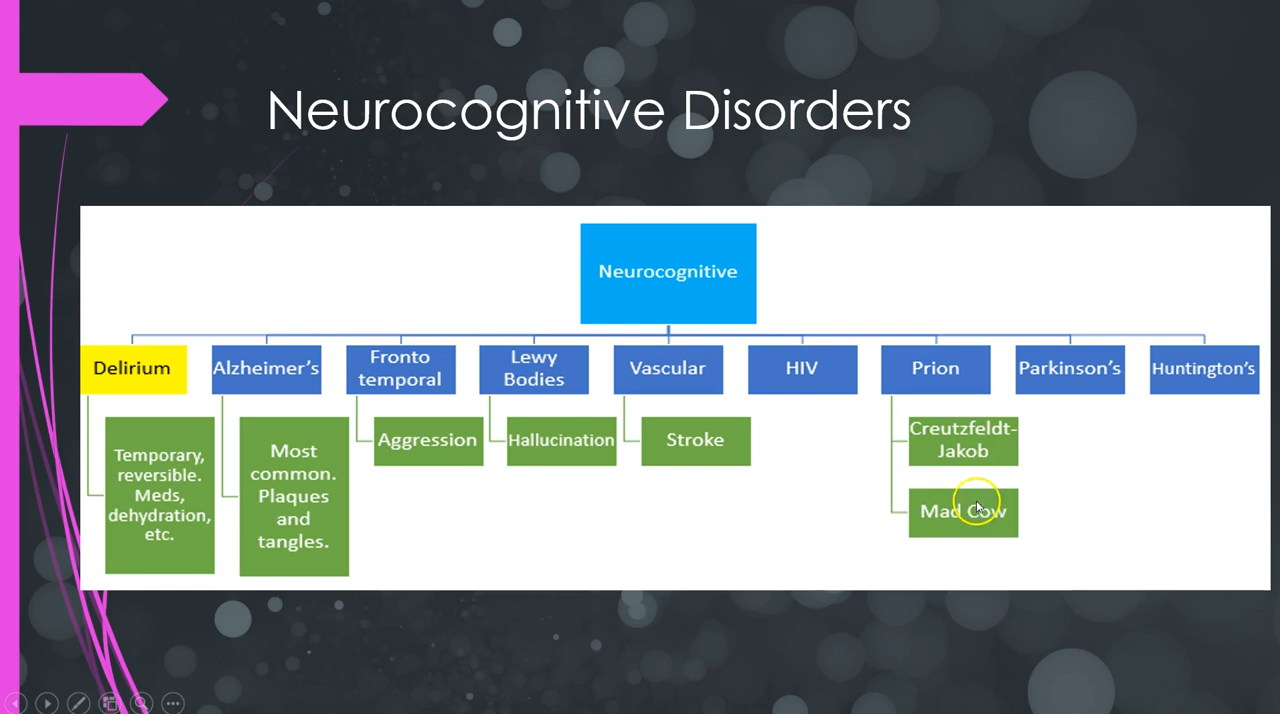 Neurocognitive Disorders
Neurocognitive
Delirium
Alzheimer's
Fronto
temporal
Lewy
Bodies
Vascular
HIV
Prion
Parkinson's
Huntington's
Temporary,
reversible.
Meds,
dehydration,
etc.
Most
common.
Plaques
and
tangles.
Aggression
Hallucination
Stroke
Creutzfeldt-
Jakob
Mad Cow